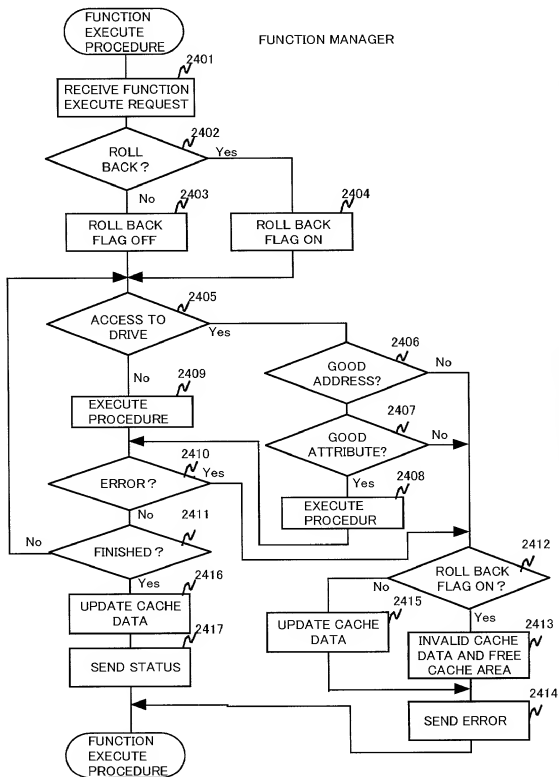 FUNCTION
EXECUTE
PROCEDURE
FUNCTION MANAGER
2401
RECEIVE FUNCTION
EXECUTE REQUEST
2402
ROLL
BACK?
Yes
No
2403
ROLL BACK
FLAG OFF
2404
ROLL BACK
FLAG ON
2405
ACCESS TO
DRIVE
Yes
No
2406
GOOD
ADDRESS?
No
2407
GOOD
ATTRIBUTE?
No
Yes
2408
EXECUTE
PROCEDUR
2409
EXECUTE
PROCEDURE
2410
ERROR?
Yes
No
2411
FINISHED?
No
Yes
2412
ROLL BACK
FLAG ON?
No
Yes
2415
UPDATE CACHE
DATA
2413
INVALID CACHE
DATA AND FREE
CACHE AREA
2414
SEND ERROR
2416
UPDATE CACHE
DATA
2417
SEND STATUS
FUNCTION
EXECUTE
PROCEDURE